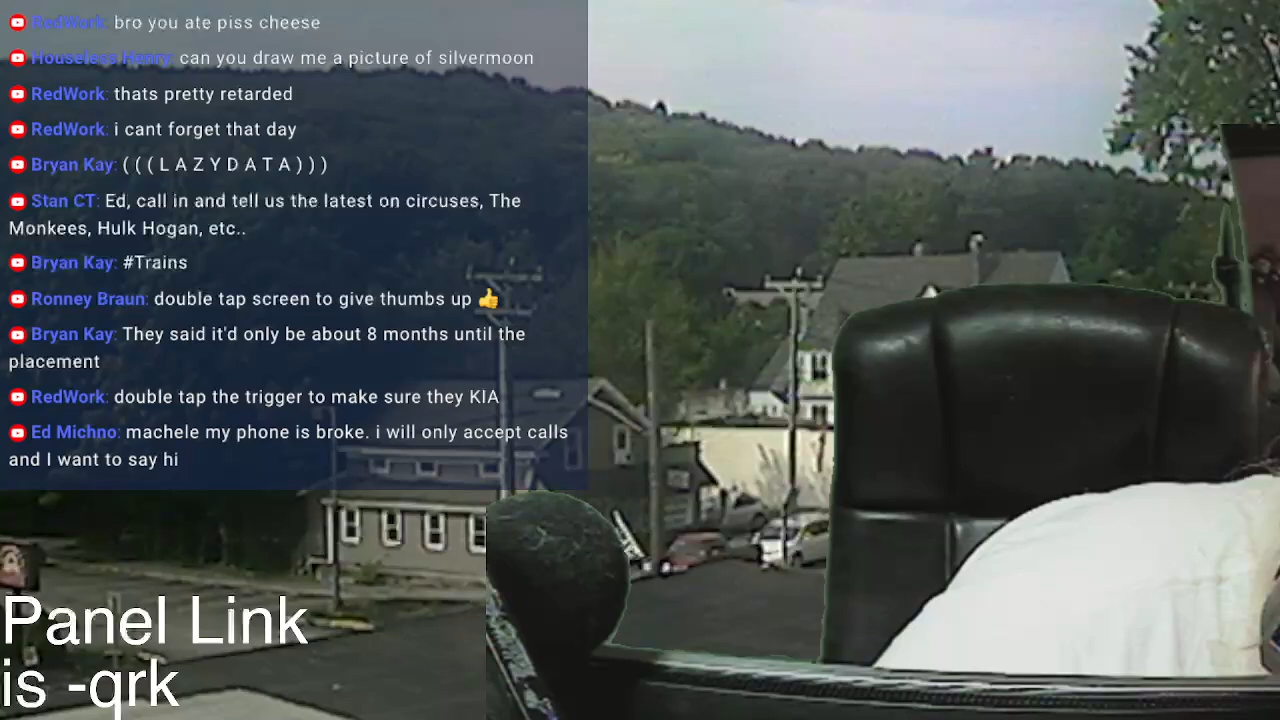 RedWork: bro you ate piss cheese
Houseless Henry: can you draw me a picture of silvermoon
RedWork: thats pretty retarded
RedWork: i cant forget that day
Bryan Kay: ( ( ( L A Z Y D A T A ) ) )
Stan CT: Ed, call in and tell us the latest on circuses, The
Monkees, Hulk Hogan, etc..
Bryan Kay: #Trains
Ronney Braun: double tap screen to give thumbs up 👍
Bryan Kay: They said it'd only be about 8 months until the
placement
RedWork: double tap the trigger to make sure they KIA
Ed Michno: machele my phone is broke. i will only accept calls
and I want to say hi
Panel Link
is -qrk